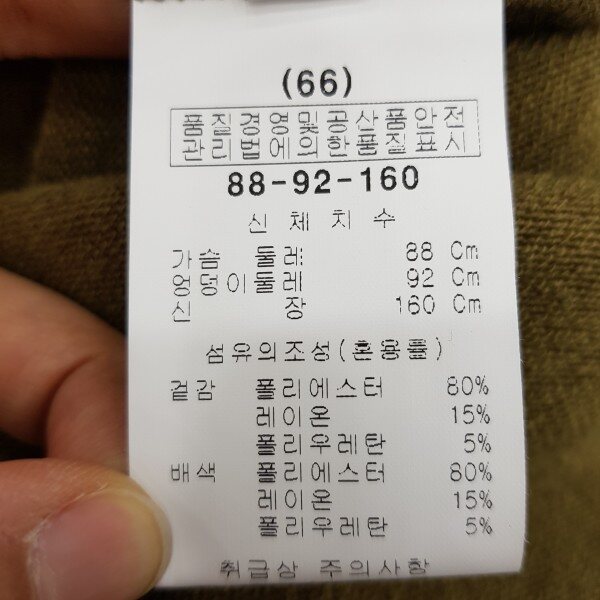 (66)
품질경영및공산품안전
관리법에의한품질표시
88-92-160
신체치수
가슴 둘레 88 Cm
엉덩이둘레 92 Cm
신 장 160 Cm
섬유의조성(혼용률)
겉감 폴리에스터 80%
레이온 15%
폴리우레탄 5%
배색 폴리에스터 80%
레이온 15%
폴리우레탄 5%
취급상 주의사항